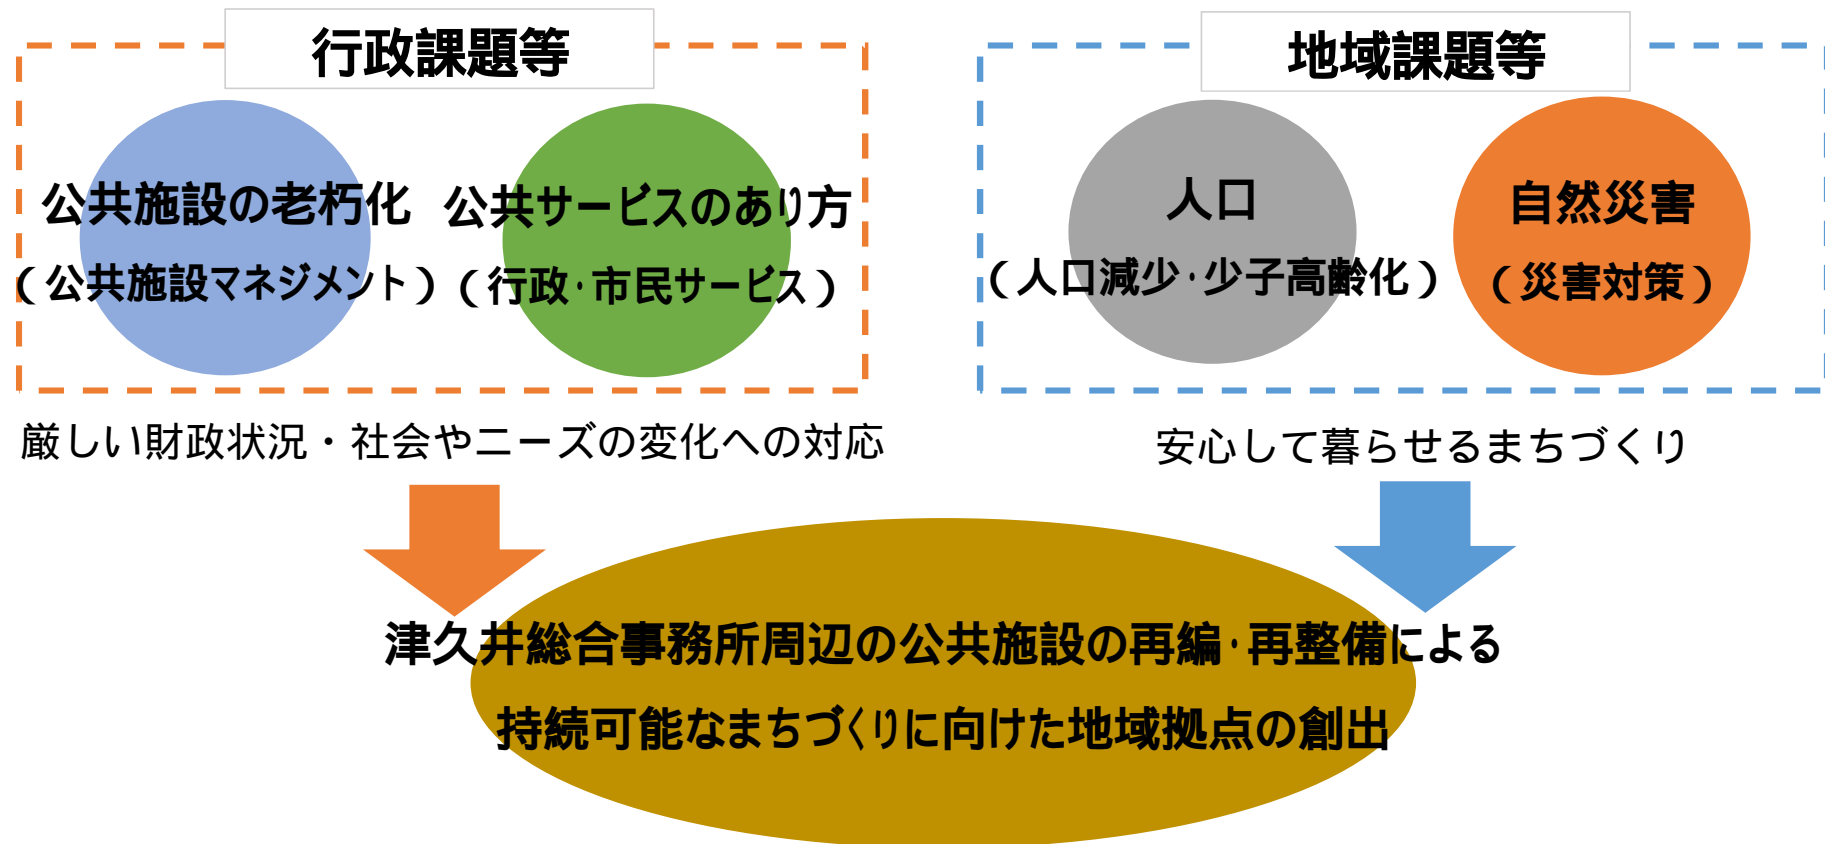 行政課題等
公共施設の老朽化
(公共施設マネジメント)
公共サービスのあり方
(行政・市民サービス)
厳しい財政状況・社会やニーズの変化への対応
地域課題等
人口
(人口減少・少子高齢化)
自然災害
(災害対策)
安心して暮らせるまちづくり
津久井総合事務所周辺の公共施設の再編・再整備による
持続可能なまちづくりに向けた地域拠点の創出